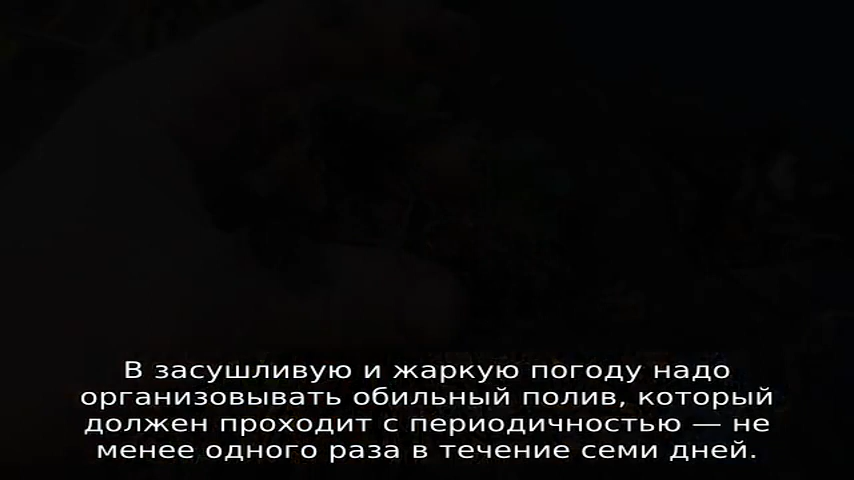 В засушливую и жаркую погоду надо
организовывать обильный полив, который
должен проходит с периодичностью — не
менее одного раза в течение семи дней.